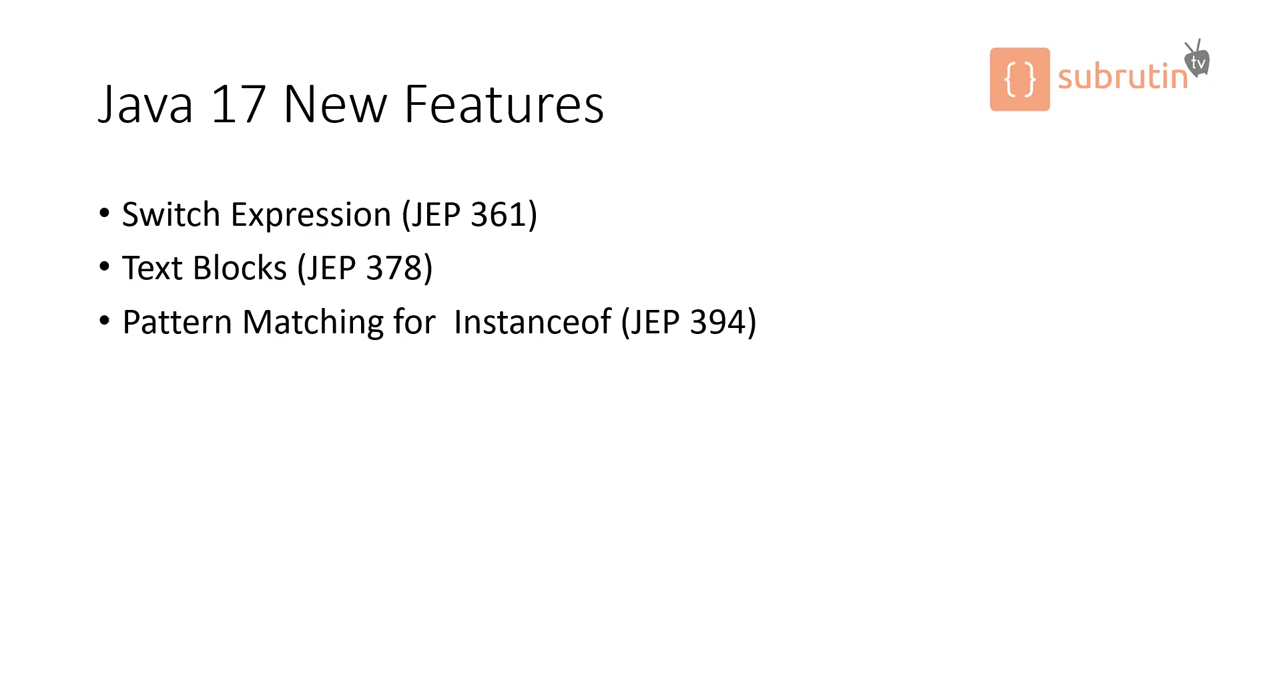 {} subrutin tv
Java 17 New Features
• Switch Expression (JEP 361)
• Text Blocks (JEP 378)
• Pattern Matching for  Instanceof (JEP 394)